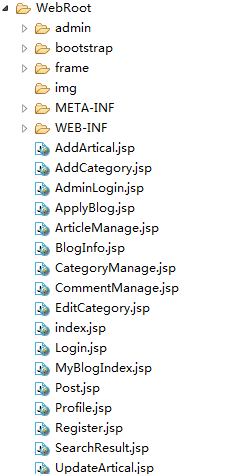 WebRoot
admin
bootstrap
frame
img
META-INF
WEB-INF
AddArtical.jsp
AddCategory.jsp
AdminLogin.jsp
ApplyBlog.jsp
ArticleManage.jsp
BlogInfo.jsp
CategoryManage.jsp
CommentManage.jsp
EditCategory.jsp
index.jsp
Login.jsp
MyBlogIndex.jsp
Post.jsp
Profile.jsp
Register.jsp
SearchResult.jsp
UpdateArtical.jsp